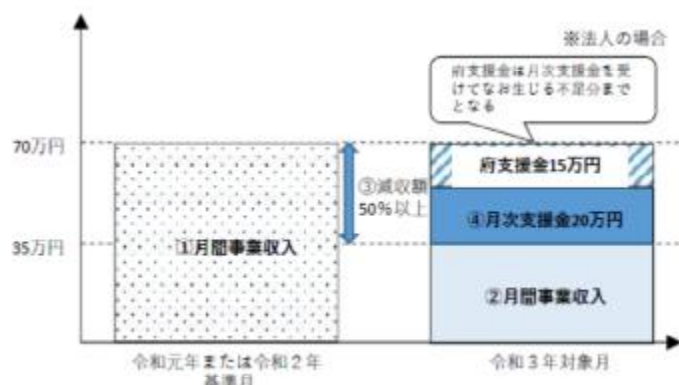 ※法人の場合
府支援金は月次支援金を受
けてなお生じる不足分まで
となる
70万円
③減収額
50%以上
府支援金15万円
④月次支援金20万円
35万円
①月間事業収入
②月間事業収入
令和元年または令和2年
基準月
令和3年対象月